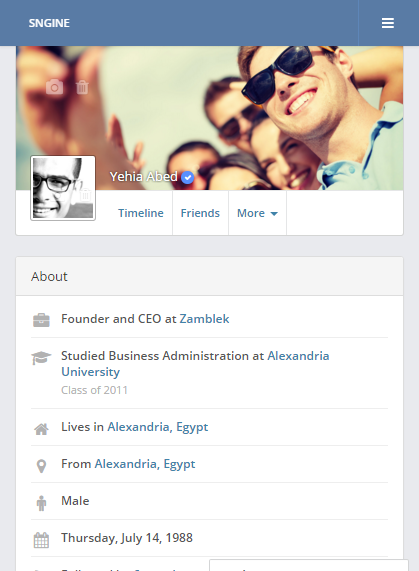 SNGINE
Yehia Abed
Timeline
Friends
More
About
Founder and CEO at Zamblek
Studied Business Administration at Alexandria
University
Class of 2011
Lives in Alexandria, Egypt
From Alexandria, Egypt
Male
Thursday, July 14, 1988